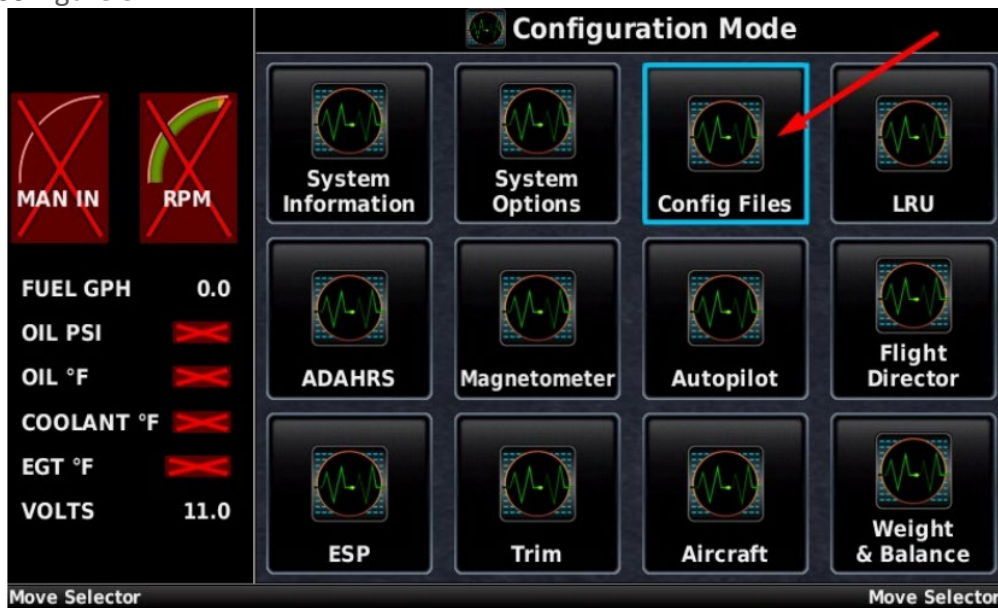 Configuration Mode
MAN IN
RPM
FUEL GPH 0.0
OIL PSI
OIL °F
COOLANT °F
EGT °F
VOLTS 11.0
System
Information
System
Options
Config Files
LRU
ADAHRS
Magnetometer
Autopilot
Flight
Director
ESP
Trim
Aircraft
Weight
& Balance
Move Selector
Move Selector